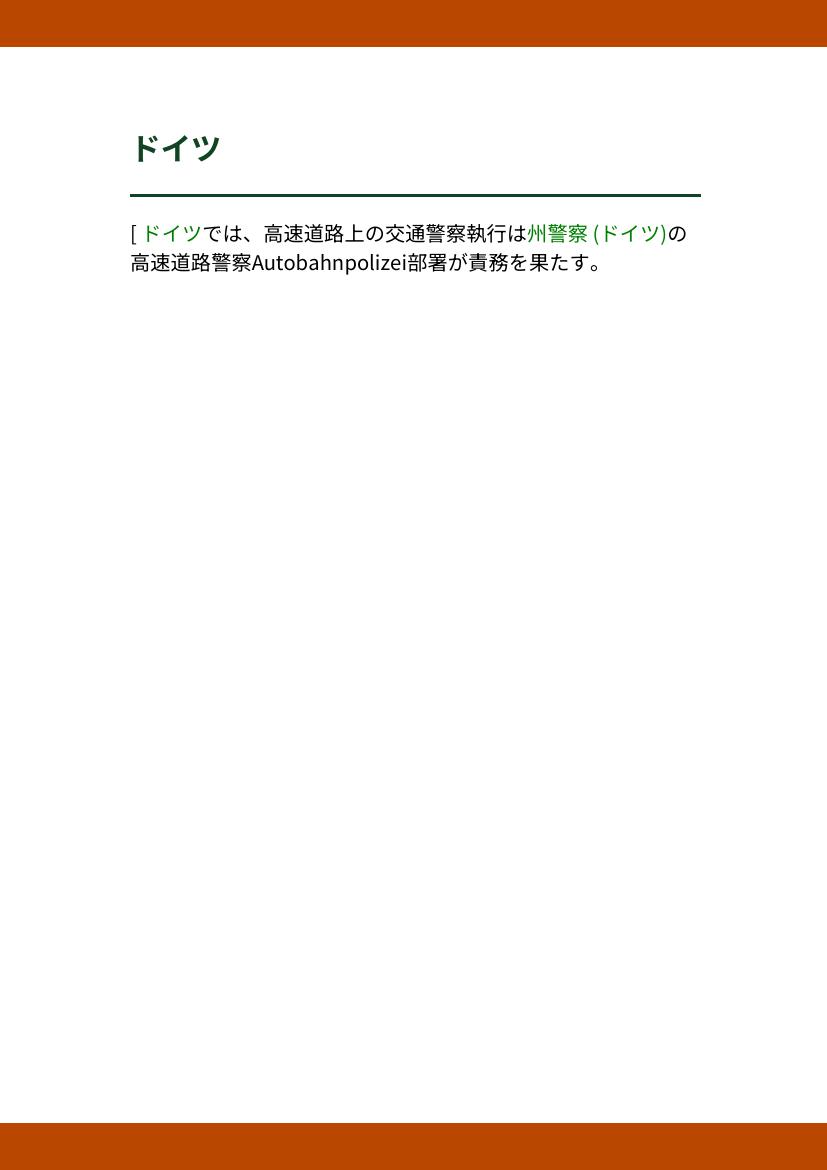 ドイツ
[ ドイツでは、高速道路上の交通警察執行は州警察 (ドイツ)の
高速道路警察Autobahnpolizei部署が責務を果たす。